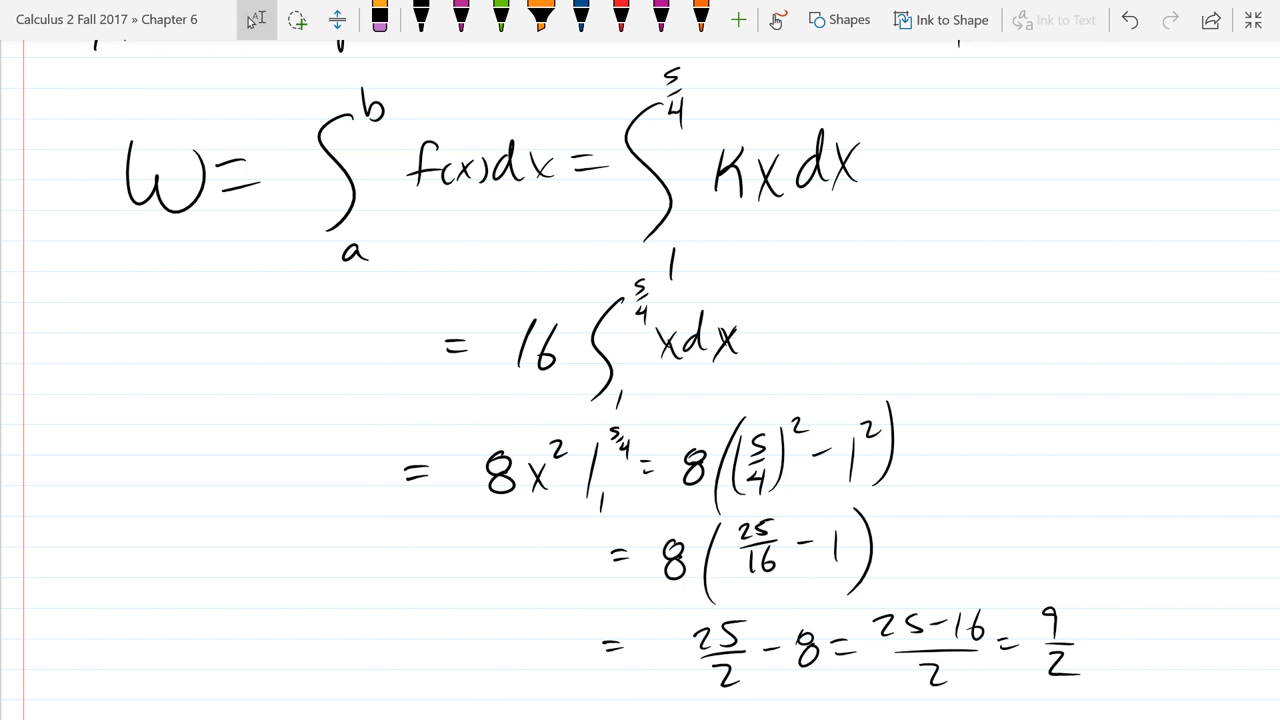 Calculus 2 Fall 2017 » Chapter 6 Shapes Ink to Shape Ink to Text
W = ∫_a^b f(x)dx = ∫_1^{5/4} Kx dx
= 16 ∫_1^{5/4} x dx
= 8x² |_1^{5/4} = 8((5/4)² - 1²)
= 8(25/16 - 1)
= 25/2 - 8 = (25-16)/2 = 9/2